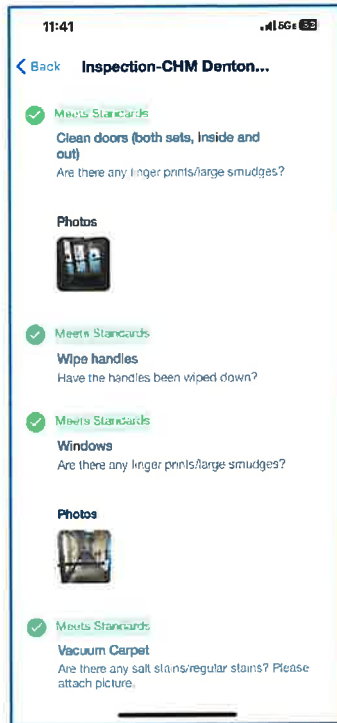 11:41
5G 52
Back Inspection-CHM Denton...
Meets Standards
Clean doors (both sets, inside and
out)
Are there any finger prints/large smudges?
Photos
Meets Standards
Wipe handles
Have the handles been wiped down?
Meets Standards
Windows
Are there any finger prints/large smudges?
Photos
Meets Standards
Vacuum Carpet
Are there any salt stains/regular stains? Please
attach picture.